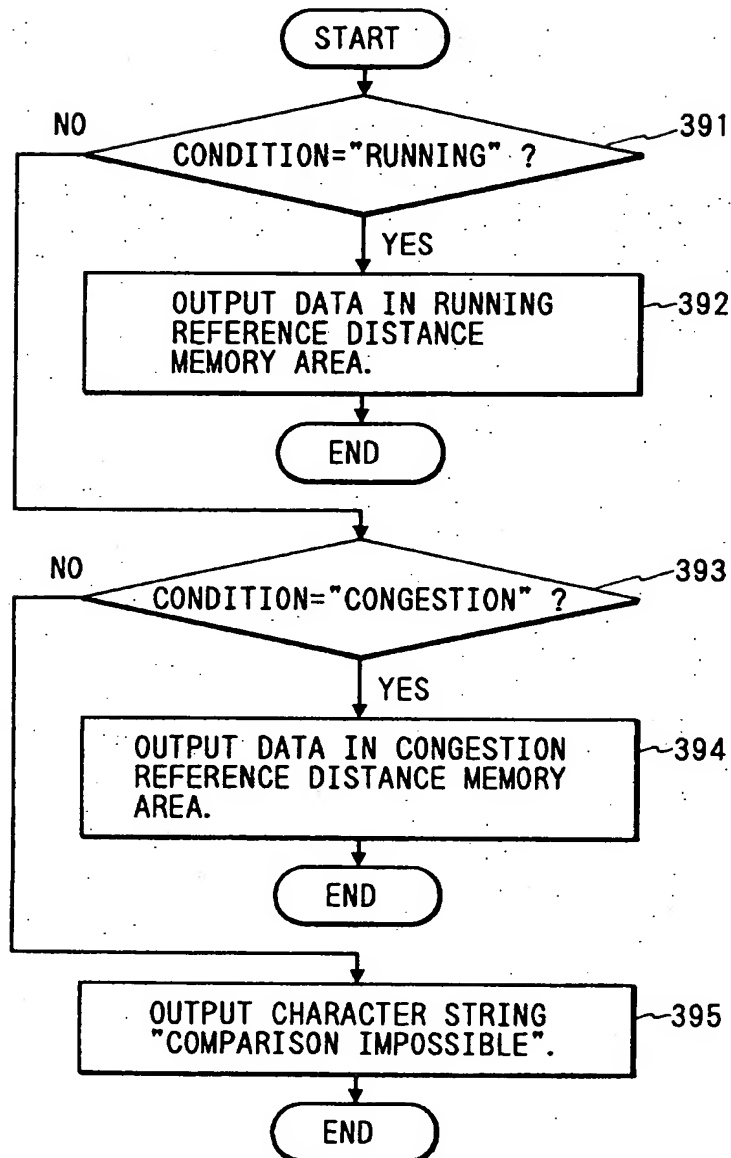 START
NO
CONDITION="RUNNING" ?
391
YES
OUTPUT DATA IN RUNNING
REFERENCE DISTANCE
MEMORY AREA.
392
END
NO
CONDITION="CONGESTION" ?
393
YES
OUTPUT DATA IN CONGESTION
REFERENCE DISTANCE MEMORY
AREA.
394
END
OUTPUT CHARACTER STRING
"COMPARISON IMPOSSIBLE".
395
END